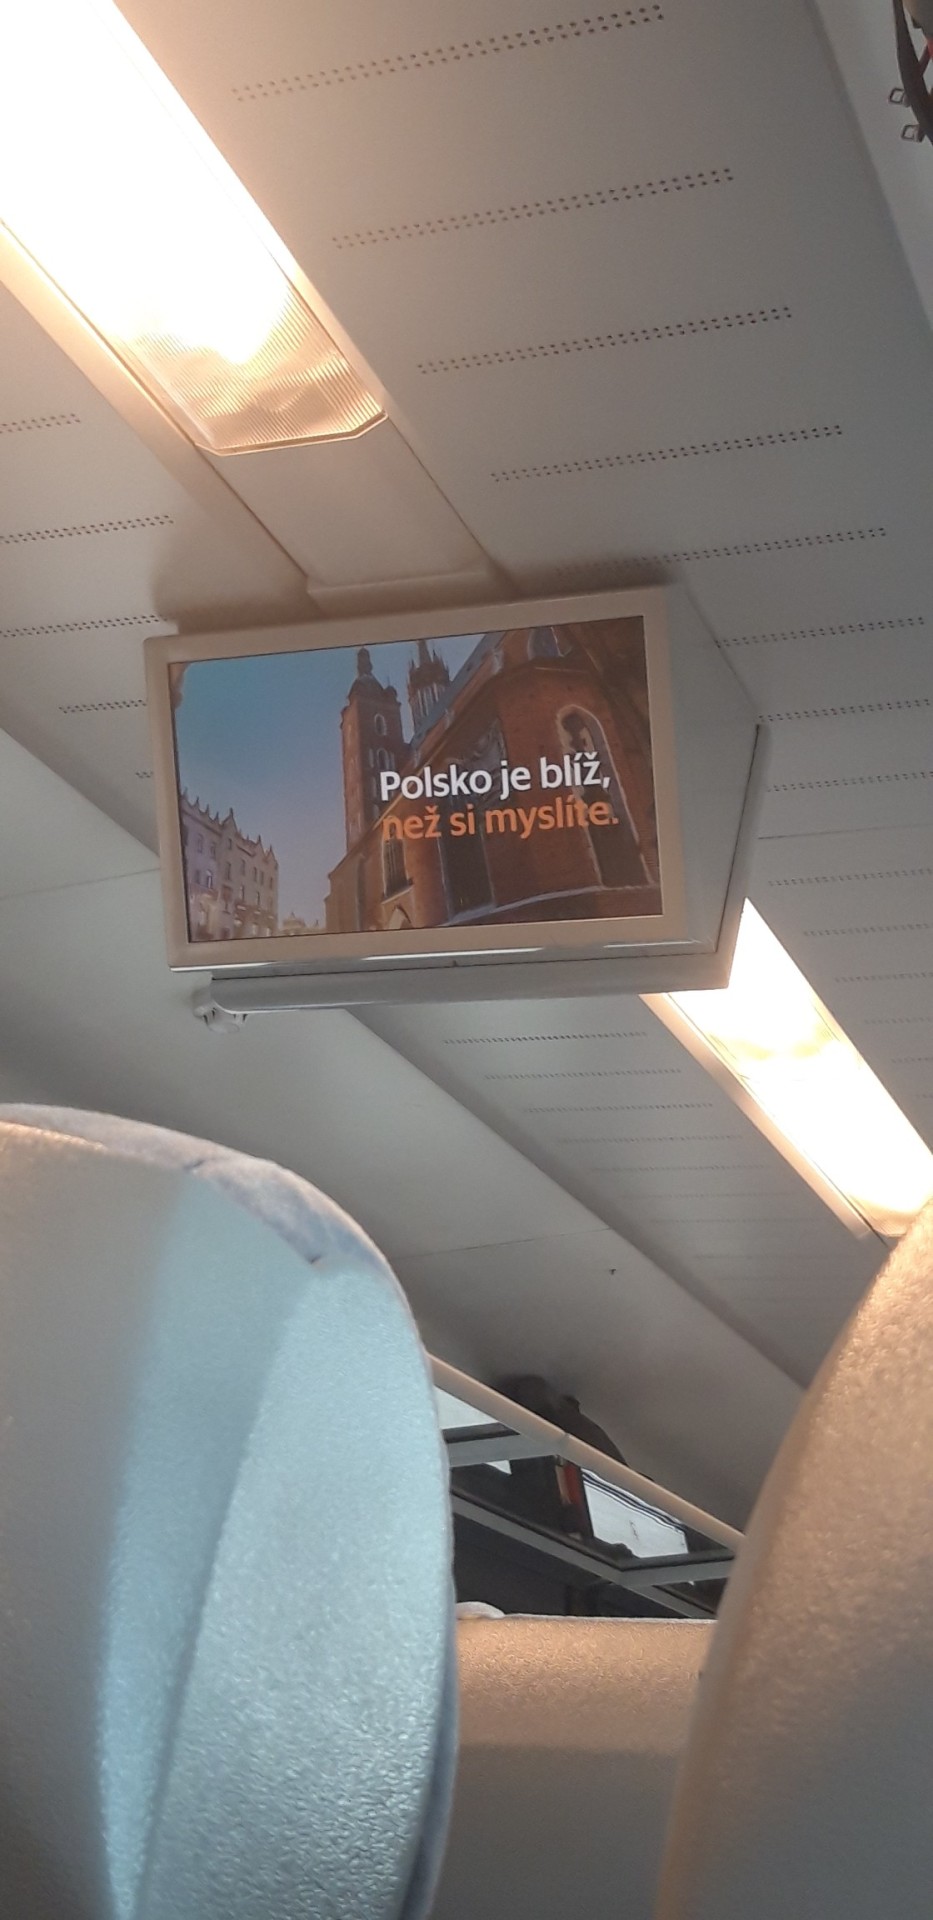 Polsko je blíž,
než si myslíte.